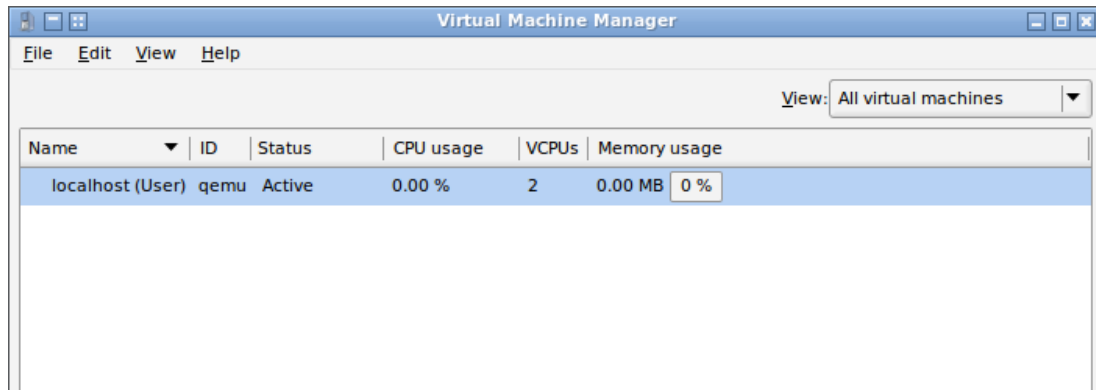 Virtual Machine Manager
File Edit View Help
View: All virtual machines
Name ID Status CPU usage VCPUs Memory usage
localhost (User) qemu Active 0.00 % 2 0.00 MB 0 %